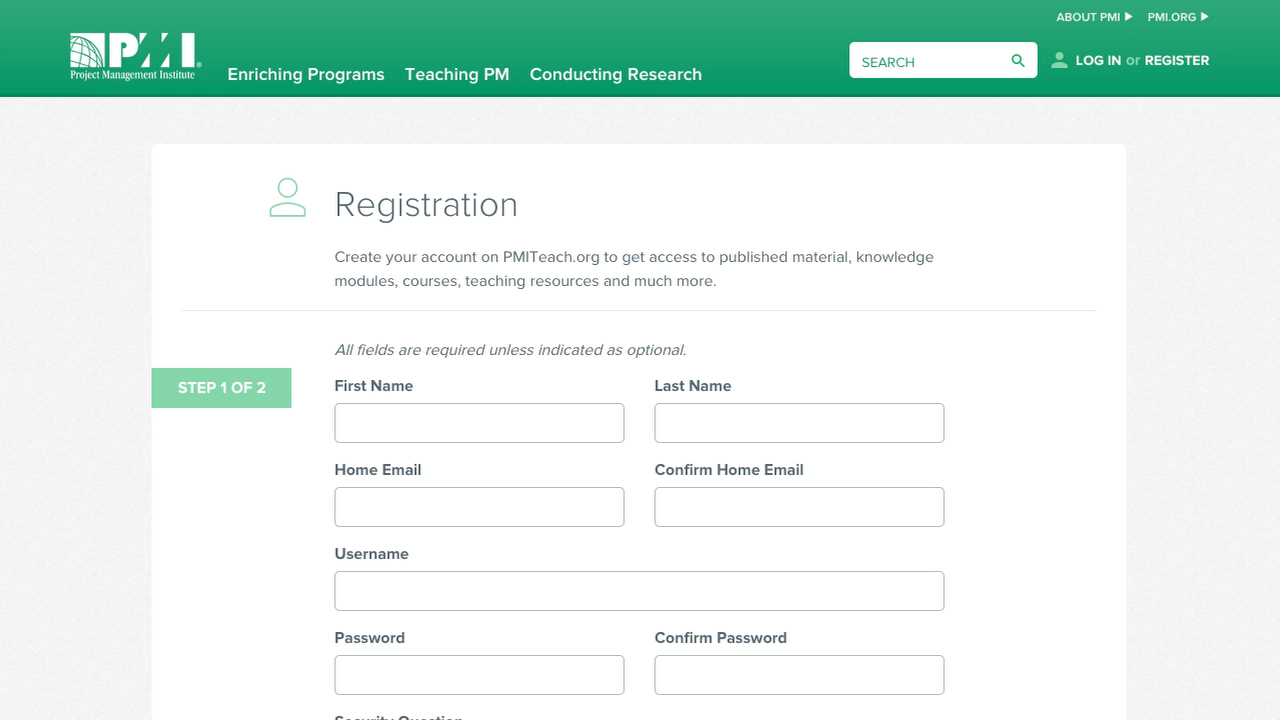 ABOUT PMI
PMI.ORG
PMI
Project Management Institute
Enriching Programs
Teaching PM
Conducting Research
SEARCH
LOG IN or REGISTER
Registration
Create your account on PMITeach.org to get access to published material, knowledge
modules, courses, teaching resources and much more.
All fields are required unless indicated as optional.
STEP 1 OF 2
First Name
Last Name
Home Email
Confirm Home Email
Username
Password
Confirm Password
Security Question